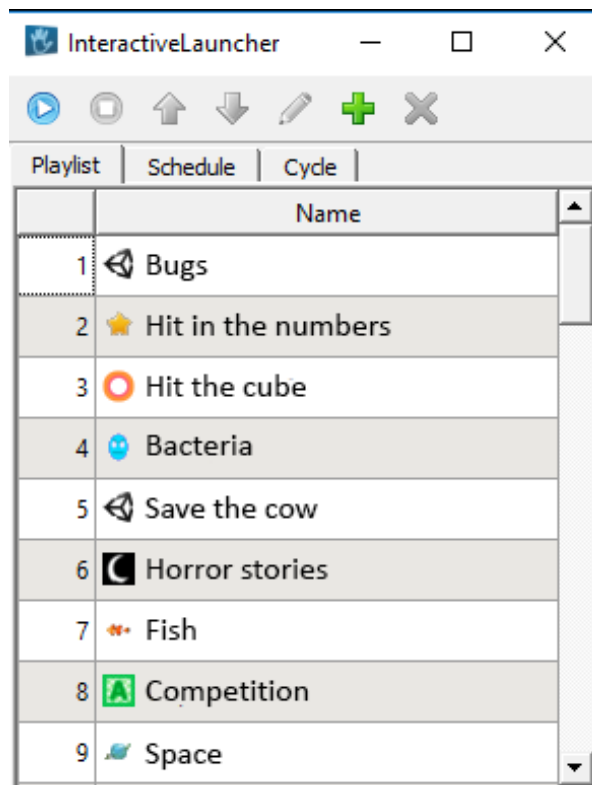 InteractiveLauncher
Playlist Schedule Cycle
Name
1 Bugs
2 Hit in the numbers
3 Hit the cube
4 Bacteria
5 Save the cow
6 Horror stories
7 Fish
8 A Competition
9 Space